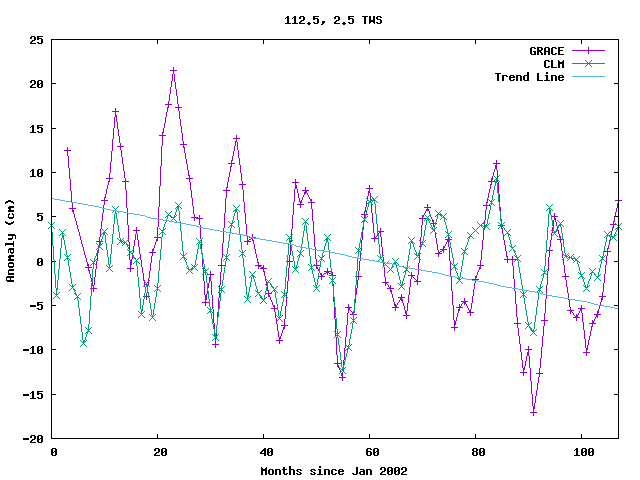 112.5, 2.5 TWS
GRACE
CLM
Trend Line
25
20
15
10
5
0
-5
-10
-15
-20
Anomaly (cm)
0 20 40 60 80 100
Months since Jan 2002